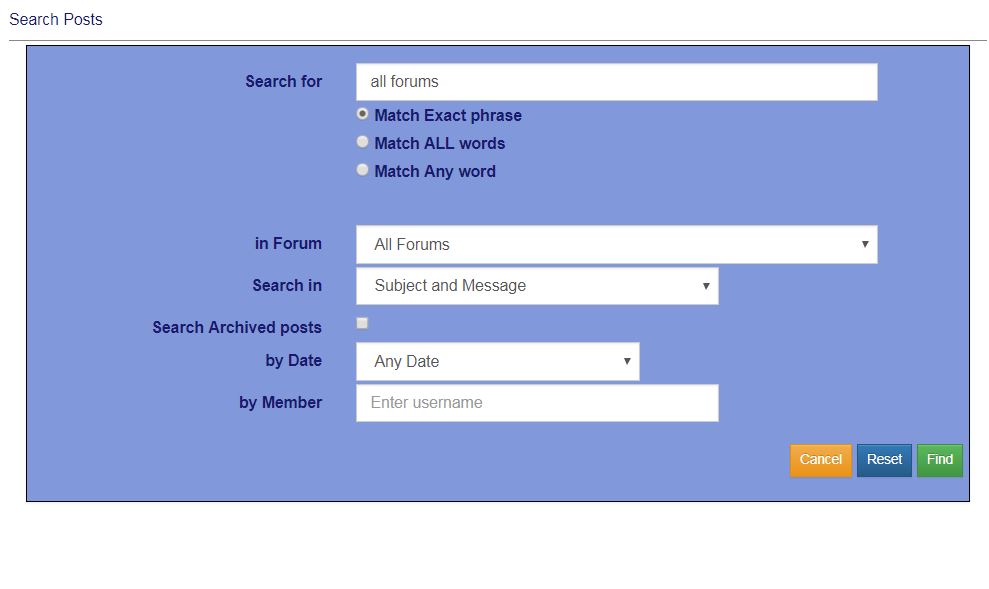 Search Posts
Search for all forums
Match Exact phrase
Match ALL words
Match Any word
in Forum All Forums
Search in Subject and Message
Search Archived posts
by Date Any Date
by Member Enter username
Cancel Reset Find